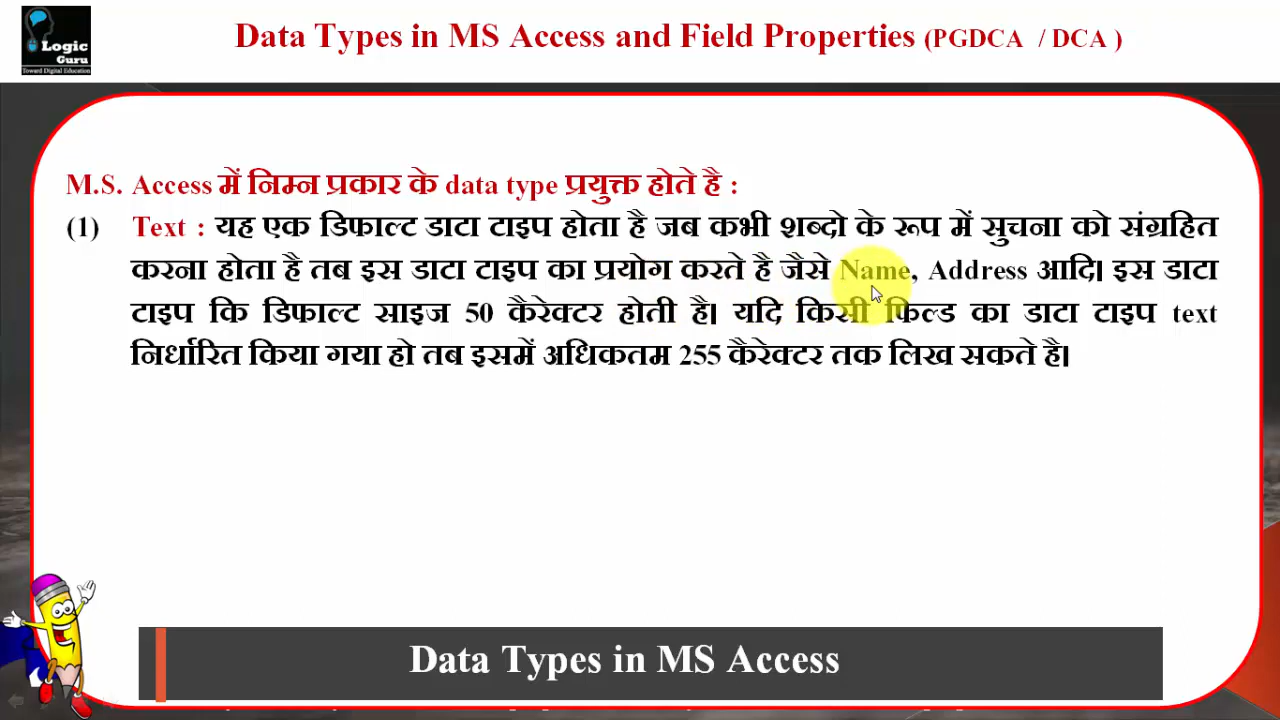 Logic
Guru
Toward Digital Education
Data Types in MS Access and Field Properties (PGDCA / DCA )
M.S. Access में निम्न प्रकार के data type प्रयुक्त होते है :
(1) Text : यह एक डिफाल्ट डाटा टाइप होता है जब कभी शब्दो के रूप में सुचना को संग्रहित
करना होता है तब इस डाटा टाइप का प्रयोग करते है जैसे Name, Address आदि। इस डाटा
टाइप कि डिफाल्ट साइज 50 कैरेक्टर होती है। यदि किसी फिल्ड का डाटा टाइप text
निर्धारित किया गया हो तब इसमें अधिकतम 255 कैरेक्टर तक लिख सकते है।
Data Types in MS Access